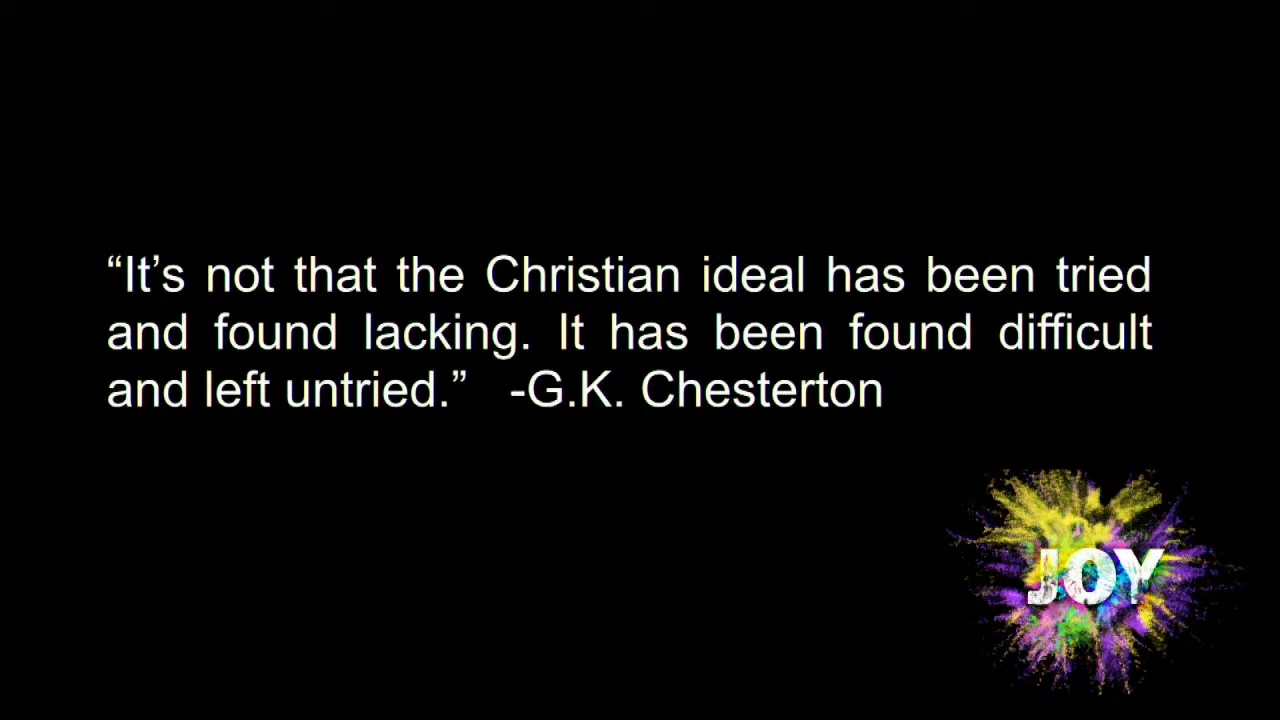 “It’s not that the Christian ideal has been tried
and found lacking. It has been found difficult
and left untried.” -G.K. Chesterton
JOY